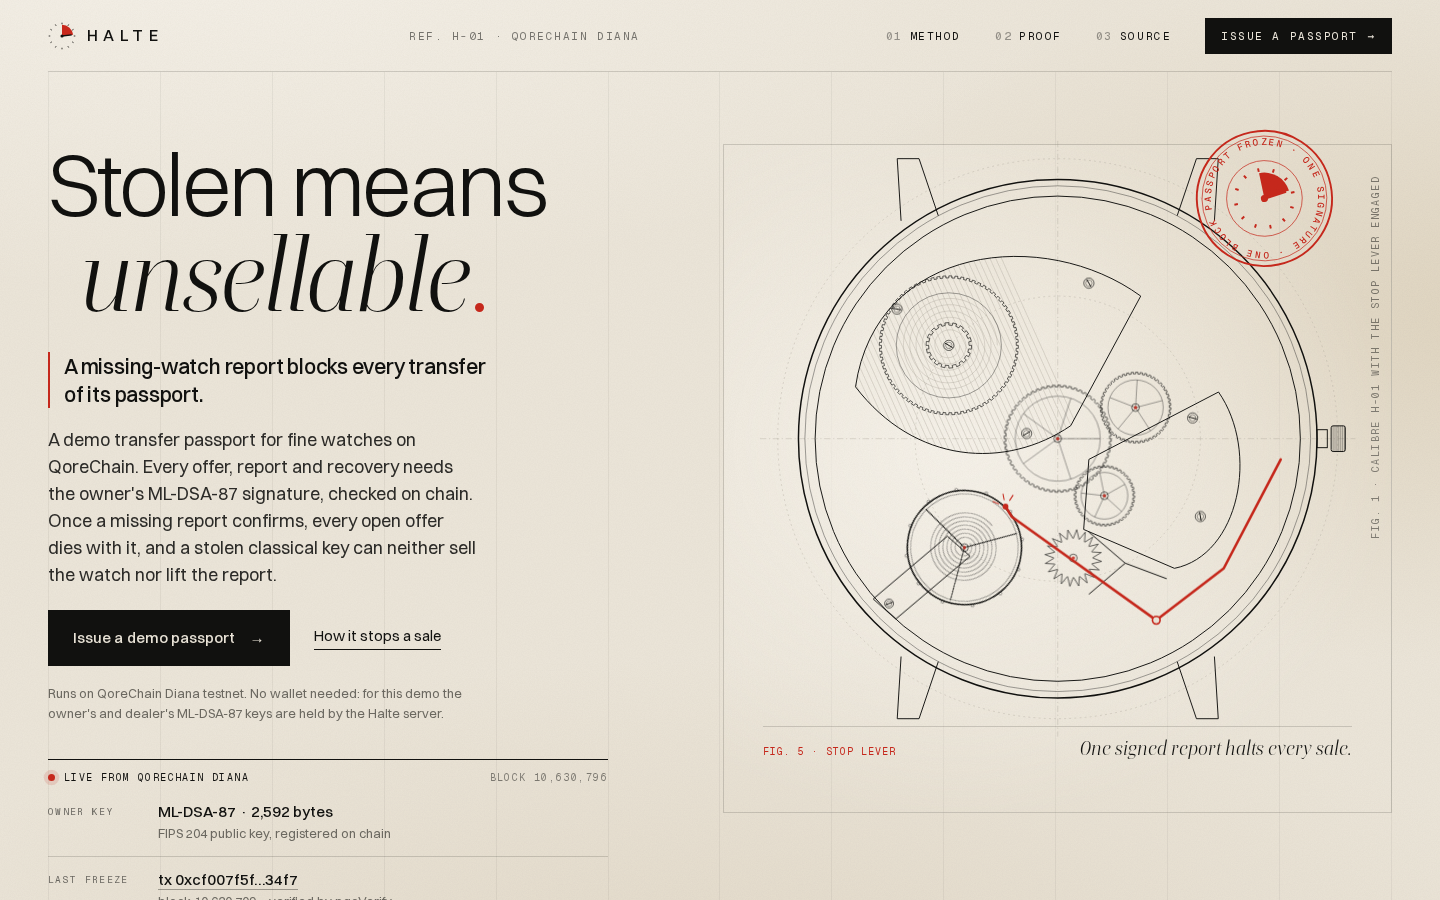 HALTE
REF. H-01 · QORECHAIN DIANA
01 METHOD
02 PROOF
03 SOURCE
ISSUE A PASSPORT →
Stolen means
unsellable.
A missing-watch report blocks every transfer
of its passport.
A demo transfer passport for fine watches on
QoreChain. Every offer, report and recovery needs
the owner's ML-DSA-87 signature, checked on chain.
Once a missing report confirms, every open offer
dies with it, and a stolen classical key can neither sell
the watch nor lift the report.
Issue a demo passport →
How it stops a sale
Runs on QoreChain Diana testnet. No wallet needed: for this demo the
owner's and dealer's ML-DSA-87 keys are held by the Halte server.
LIVE FROM QORECHAIN DIANA
BLOCK 10,630,796
OWNER KEY
ML-DSA-87 · 2,592 bytes
FIPS 204 public key, registered on chain
LAST FREEZE
tx 0xcf007f5f…34f7
PASSPORT FROZEN · ONE SIGNATURE · ONE BLOCK
FIG. 1 · CALIBRE H-01 WITH THE STOP LEVER ENGAGED
FIG. 5 · STOP LEVER
One signed report halts every sale.